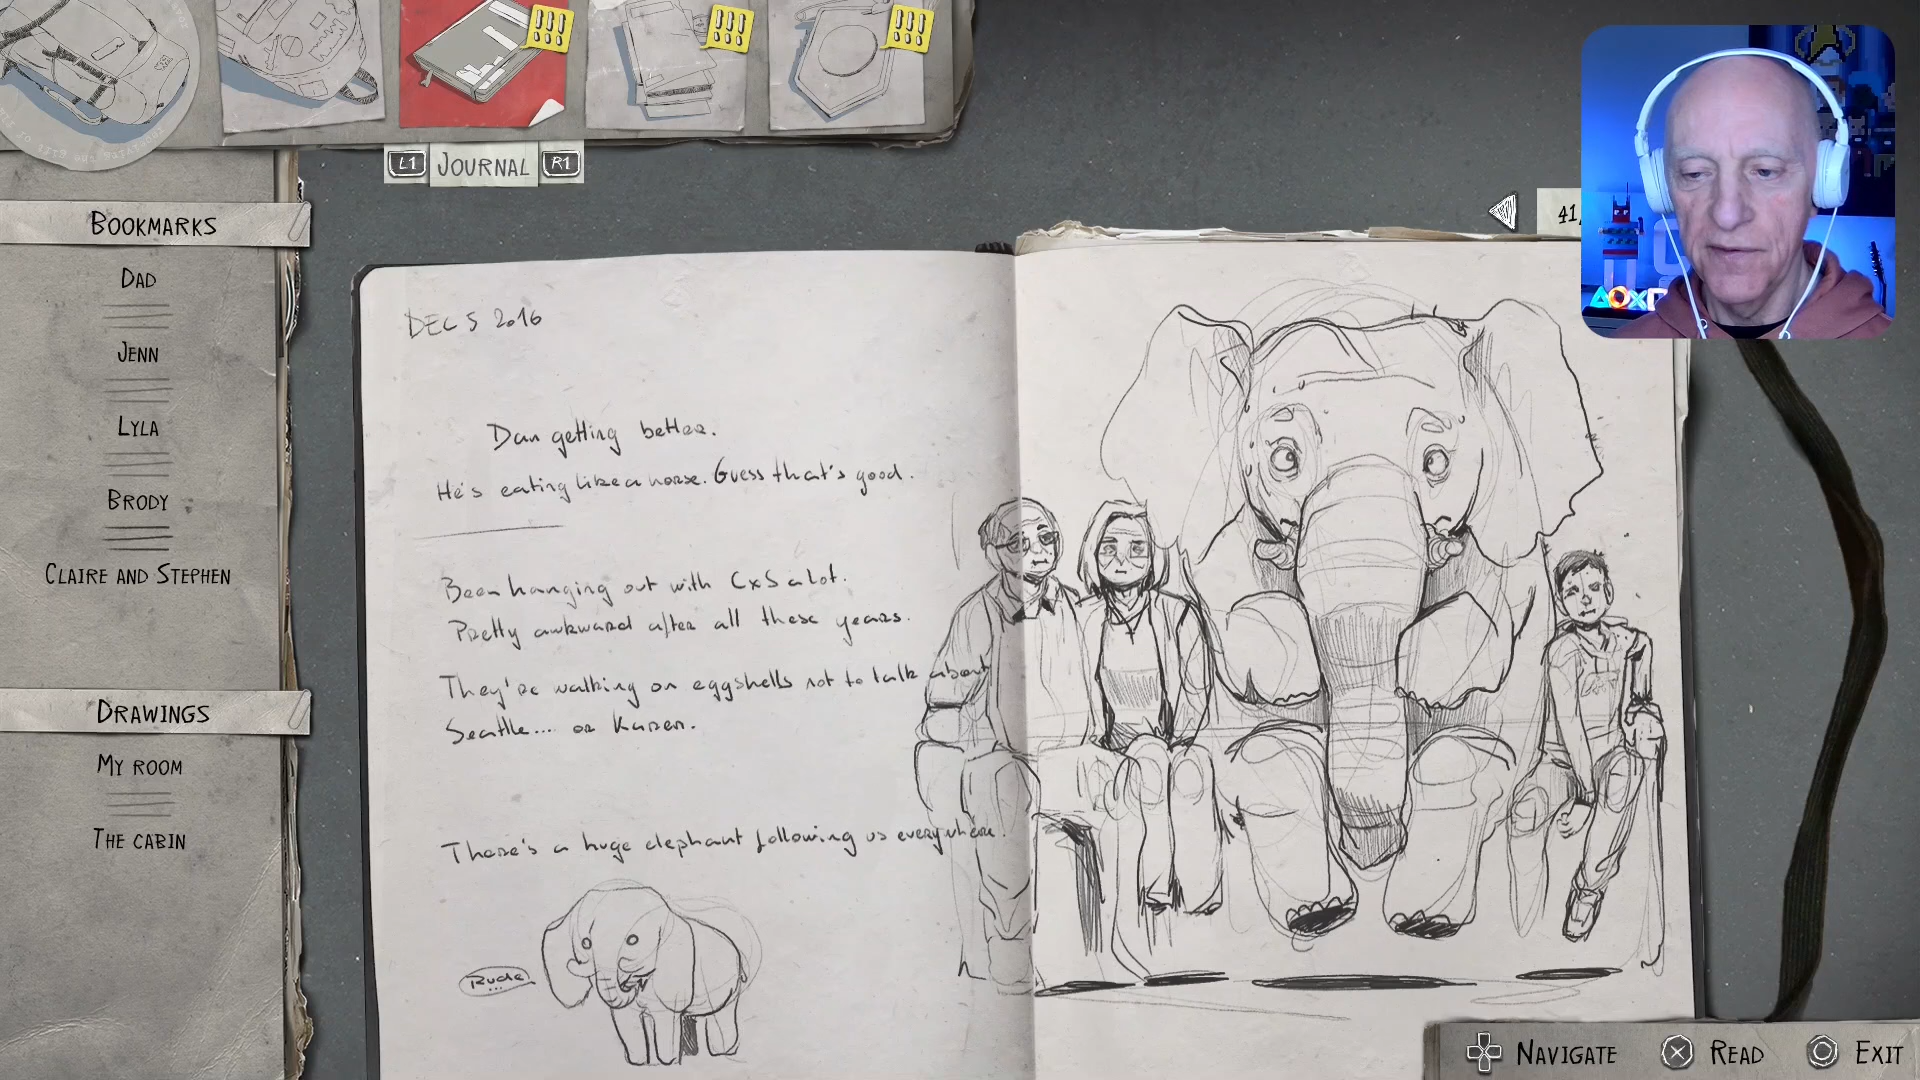 L1 JOURNAL R1
BOOKMARKS
DAD
JENN
LYLA
BRODY
CLAIRE AND STEPHEN
DRAWINGS
MY ROOM
THE CABIN
41
DEC 5 2016
Dan getting better.
He's eating like a horse. Guess that's good.
Been hanging out with C&S a lot.
Pretty awkward after all these years.
They're walking on eggshells not to talk about
Seattle... or Karen.
There's a huge elephant following us everywhere.
Rude
...
NAVIGATE
READ
EXIT